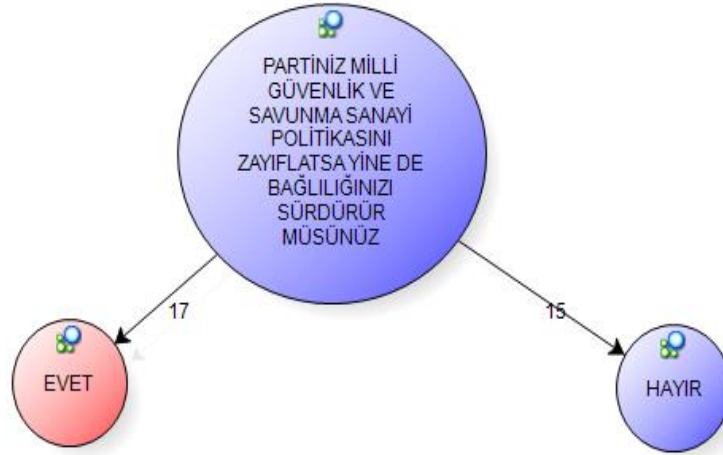 PARTİNİZ MİLLİ
GÜVENLİK VE
SAVUNMA SANAYİ
POLİTİKASINI
ZAYIFLATSA YİNE DE
BAĞLILIĞINIZI
SÜRDÜRÜR
MÜSÜNÜZ
17
15
EVET
HAYIR